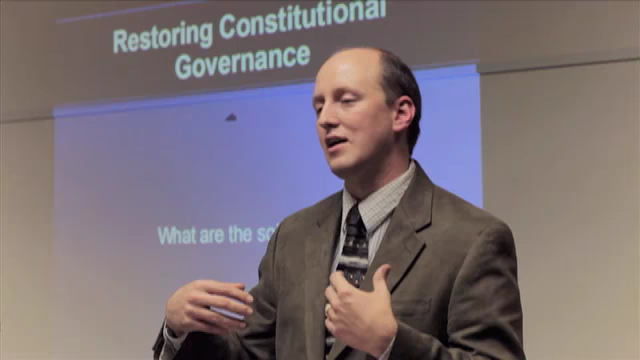 Restoring Constitutional
Governance
What are the